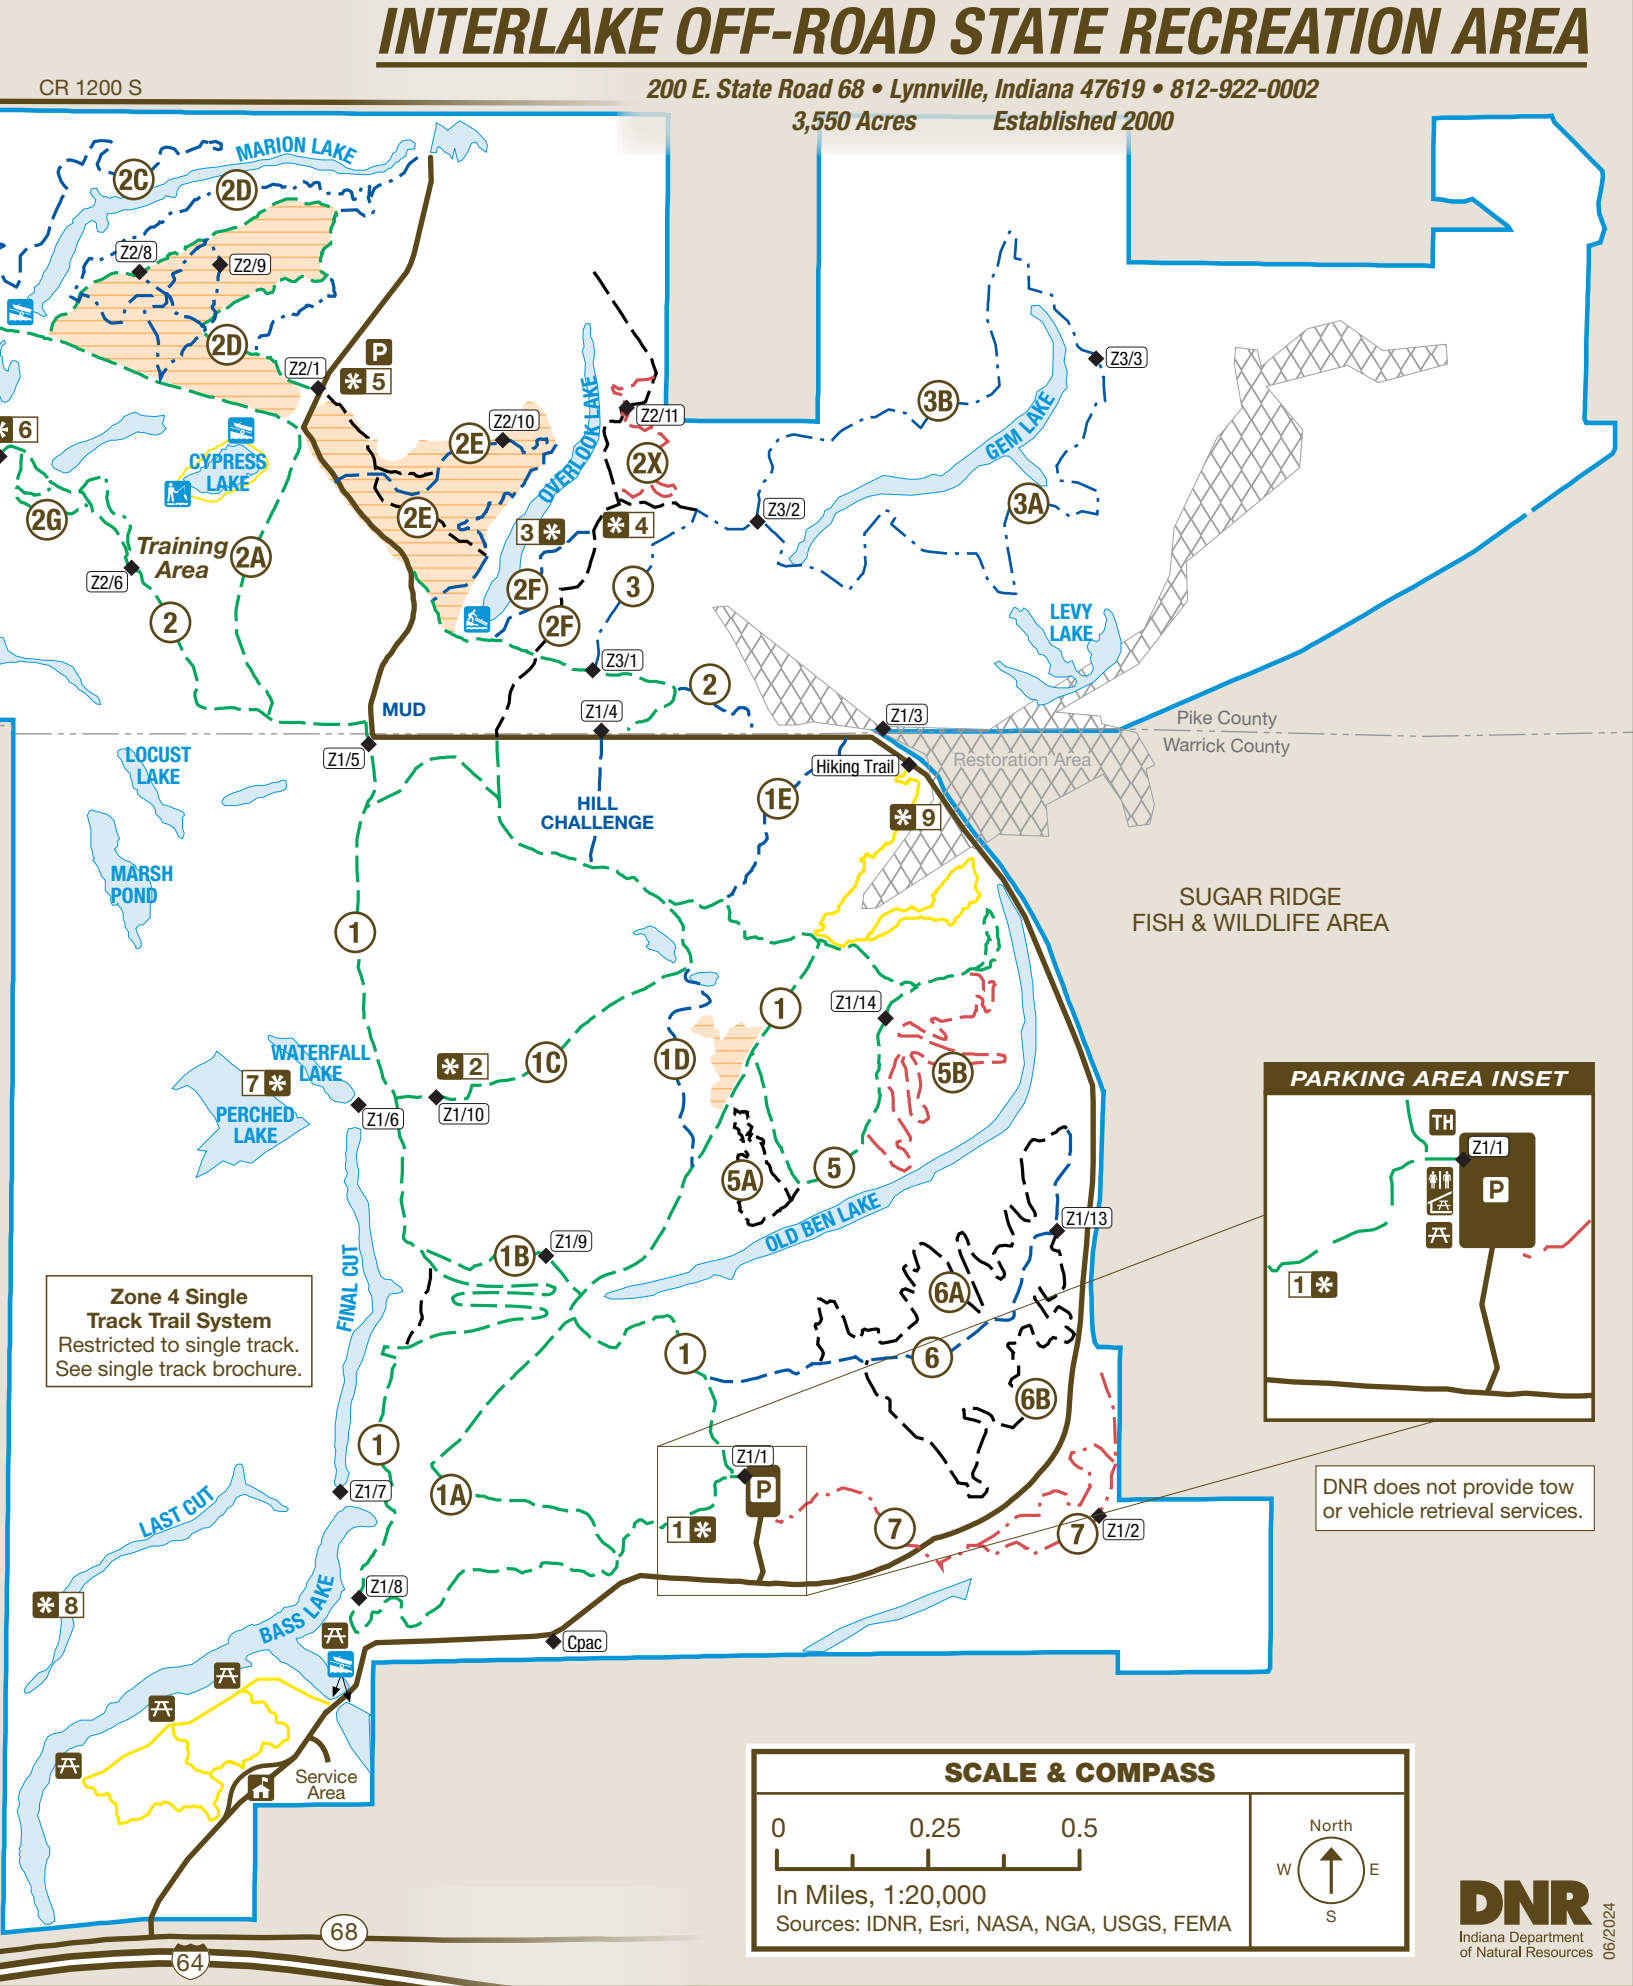 INTERLAKE OFF-ROAD STATE RECREATION AREA
CR 1200 S
200 E. State Road 68 • Lynnville, Indiana 47619 • 812-922-0002
3,550 Acres Established 2000
MARION LAKE
2C
2D
Z2/8
Z2/9
2D
Z2/1
P
5
Z3/3
3B
GEM LAKE
OVERLOOK LAKE
Z2/11
Z2/10
2E
6
CYPRESS
LAKE
2X
2E
3A
Z3/2
2G
3
4
Training
Area
2A
Z2/6
2F
3
2
2F
LEVY
LAKE
Z3/1
2
MUD
Z1/4
Z1/3
Pike County
Warrick County
Z1/5
LOCUST
LAKE
Restoration Area
Hiking Trail
1E
HILL
CHALLENGE
9
MARSH
POND
SUGAR RIDGE
FISH & WILDLIFE AREA
1
Z1/14
1
WATERFALL
LAKE
2
1C
1D
5B
7
PERCHED
LAKE
Z1/6
Z1/10
PARKING AREA INSET
TH
Z1/1
P
1
5
5A
OLD BEN LAKE
Z1/13
1B
Z1/9
FINAL CUT
6A
Zone 4 Single
Track Trail System
Restricted to single track.
See single track brochure.
1
6
6B
1
Z1/1
P
Z1/7
1A
LAST CUT
1
7
7
Z1/2
DNR does not provide tow
or vehicle retrieval services.
Z1/8
8
BASS LAKE
Cpac
Service
Area
SCALE & COMPASS
0 0.25 0.5
In Miles, 1:20,000
Sources: IDNR, Esri, NASA, NGA, USGS, FEMA
North
W E
S
DNR
Indiana Department
of Natural Resources
06/2024
68
64